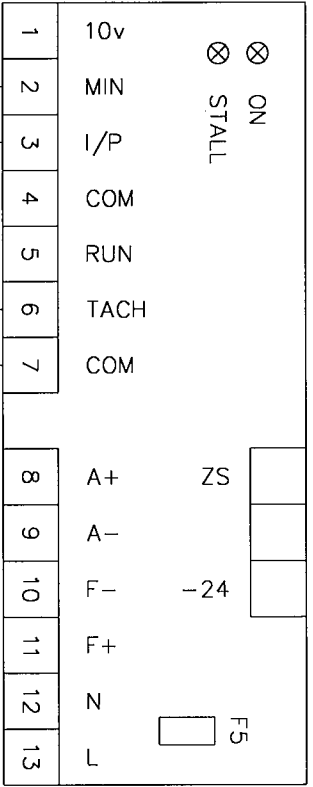 1 10v
2 MIN
3 I/P
4 COM
5 RUN
6 TACH
7 COM
ON
STALL
8 A+ ZS
9 A-
10 F- -24
11 F+
12 N
13 L
F5